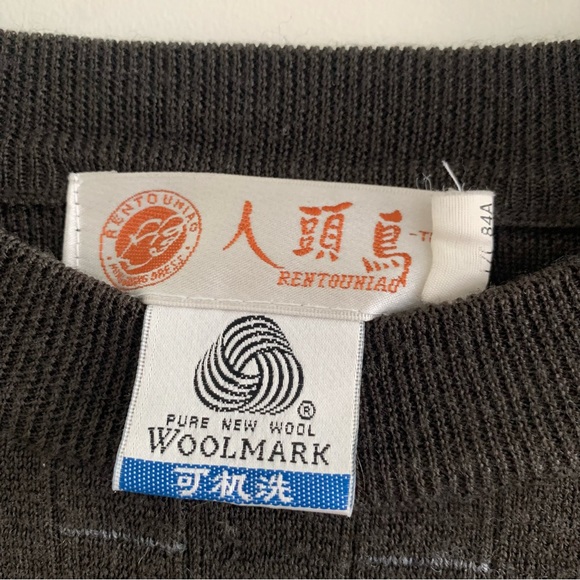 RENTOUNIAO
人頭鳥
RENTOUNIAO
84A
PURE NEW WOOL
WOOLMARK
®
可机洗